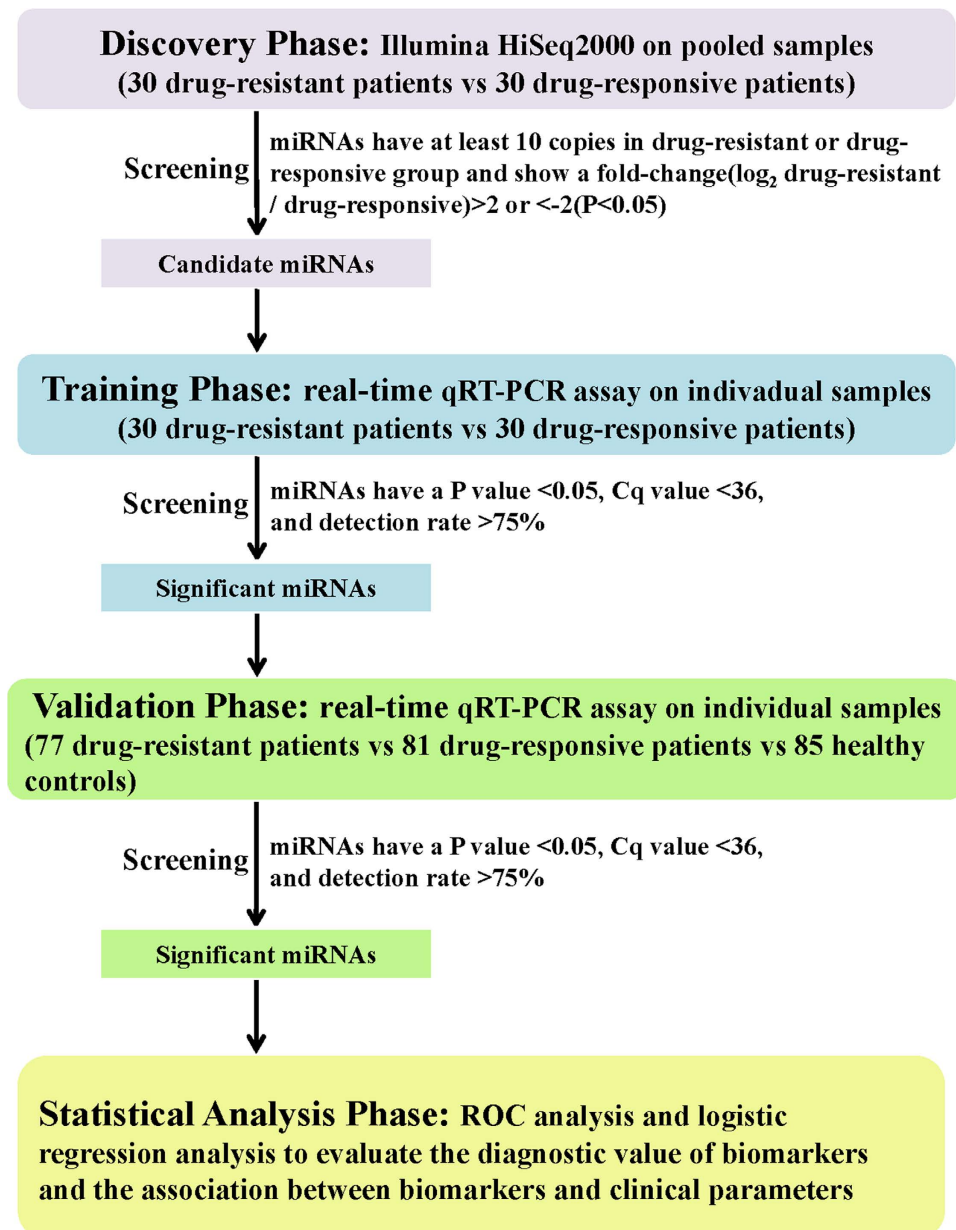 Discovery Phase: Illumina HiSeq2000 on pooled samples
(30 drug-resistant patients vs 30 drug-responsive patients)
Screening
miRNAs have at least 10 copies in drug-resistant or drug-
responsive group and show a fold-change(log₂ drug-resistant
/ drug-responsive)>2 or <-2(P<0.05)
Candidate miRNAs
Training Phase: real-time qRT-PCR assay on indivadual samples
(30 drug-resistant patients vs 30 drug-responsive patients)
Screening
miRNAs have a P value <0.05, Cq value <36,
and detection rate >75%
Significant miRNAs
Validation Phase: real-time qRT-PCR assay on individual samples
(77 drug-resistant patients vs 81 drug-responsive patients vs 85 healthy
controls)
Screening
miRNAs have a P value <0.05, Cq value <36,
and detection rate >75%
Significant miRNAs
Statistical Analysis Phase: ROC analysis and logistic
regression analysis to evaluate the diagnostic value of biomarkers
and the association between biomarkers and clinical parameters